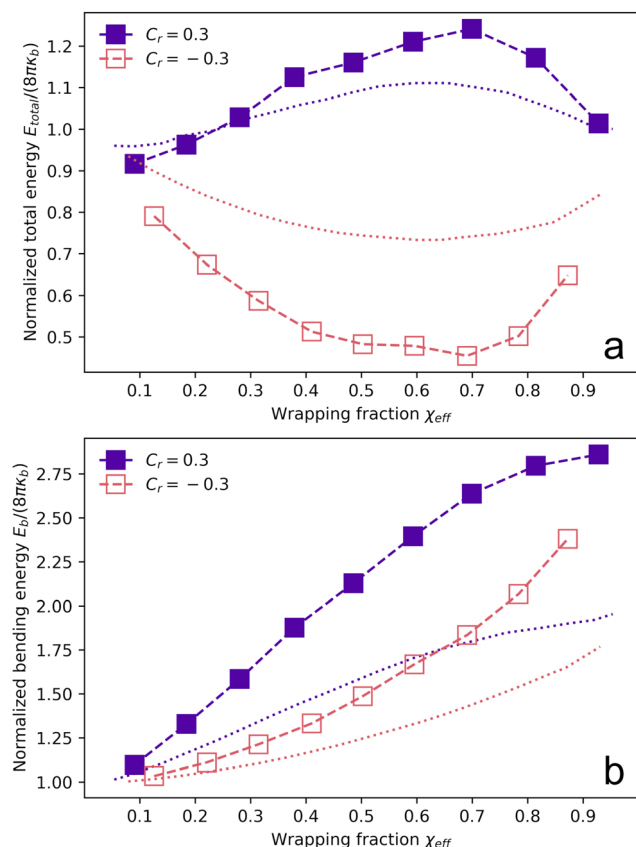 Normalized total energy E_total/(8πκ_b)
1.2
1.1
1.0
0.9
0.8
0.7
0.6
0.5
C_r = 0.3
C_r = − 0.3
a
0.1 0.2 0.3 0.4 0.5 0.6 0.7 0.8 0.9
Wrapping fraction χ_eff
Normalized bending energy E_b/(8πκ_b)
2.75
2.50
2.25
2.00
1.75
1.50
1.25
1.00
C_r = 0.3
C_r = − 0.3
b
0.1 0.2 0.3 0.4 0.5 0.6 0.7 0.8 0.9
Wrapping fraction χ_eff